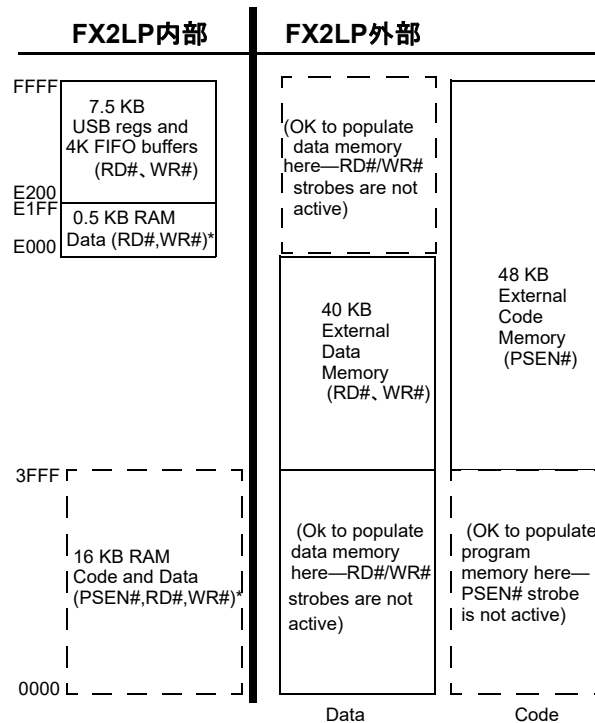 FX2LP内部
FX2LP外部
FFFF
7.5 KB
USB regs and
4K FIFO buffers
(RD#、WR#)
E200
E1FF
0.5 KB RAM
Data (RD#,WR#)*
E000
(OK to populate
data memory
here—RD#/WR#
strobes are not
active)
40 KB
External
Data
Memory
(RD#、WR#)
48 KB
External
Code
Memory
(PSEN#)
3FFF
16 KB RAM
Code and Data
(PSEN#,RD#,WR#)*
(Ok to populate
data memory
here—RD#/WR#
strobes are not
active)
(OK to populate
program
memory here—
PSEN# strobe
is not active)
0000
Data
Code